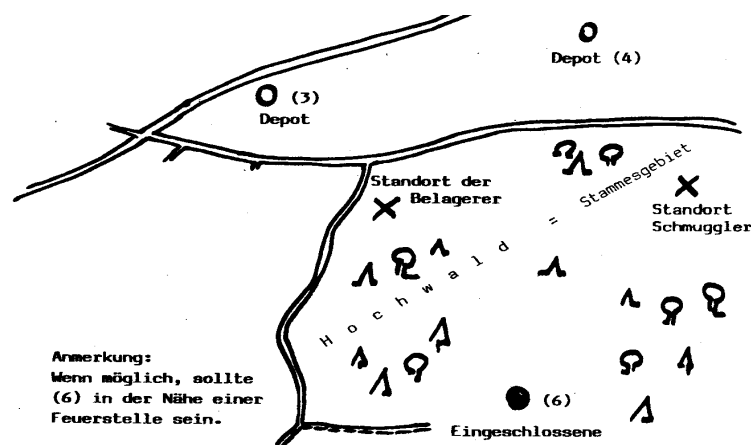 Depot (4)
(3)
Depot
Standort der
Belagerer
Hochwald = Stammesgebiet
Standort
Schmuggler
Anmerkung:
Wenn möglich, sollte
(6) in der Nähe einer
Feuerstelle sein.
(6)
Eingeschlossene